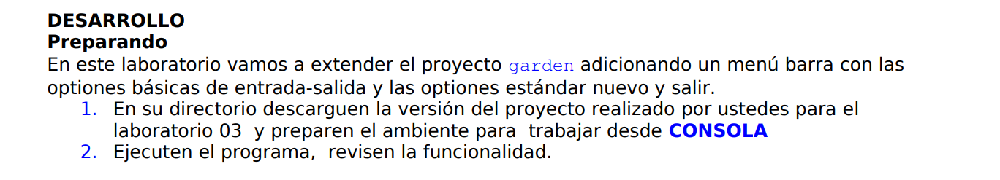 DESARROLLO
Preparando
En este laboratorio vamos a extender el proyecto garden adicionando un menú barra con las
optiones básicas de entrada-salida y las optiones estándar nuevo y salir.
1. En su directorio descarguen la versión del proyecto realizado por ustedes para el
laboratorio 03 y preparen el ambiente para trabajar desde CONSOLA
2. Ejecuten el programa, revisen la funcionalidad.